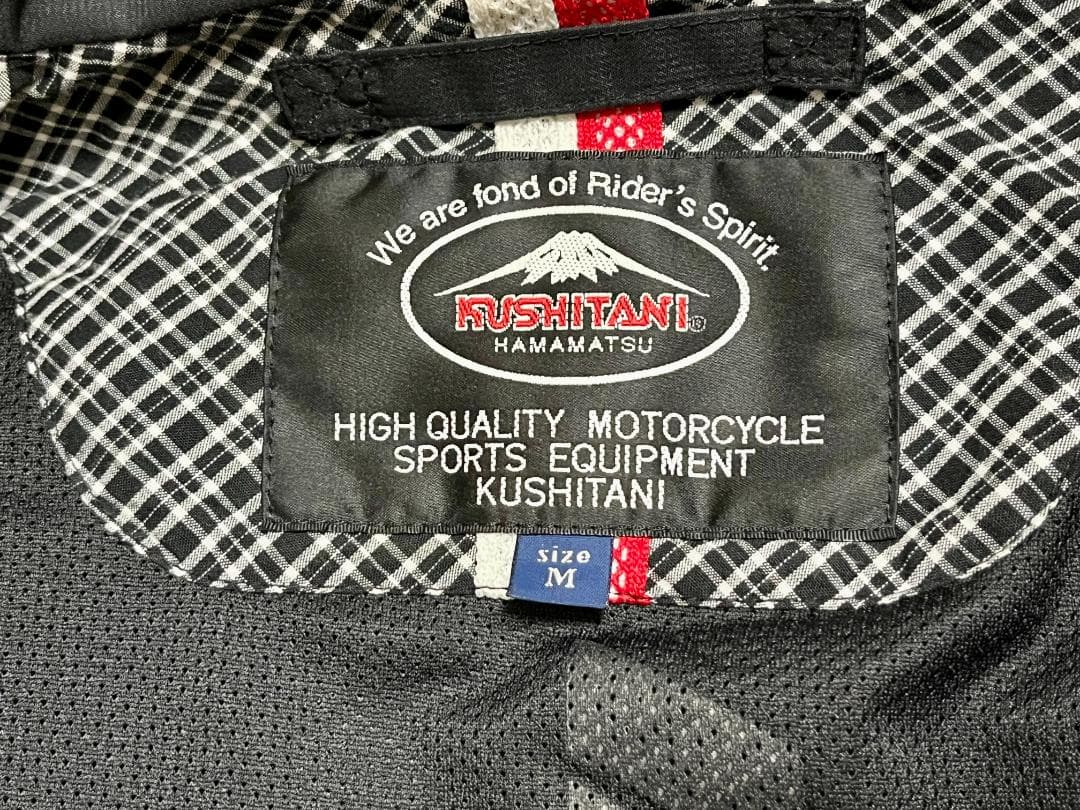 We are fond of Rider's Spirit.
KUSHITANI®
HAMAMATSU
HIGH QUALITY MOTORCYCLE
SPORTS EQUIPMENT
KUSHITANI
size
M